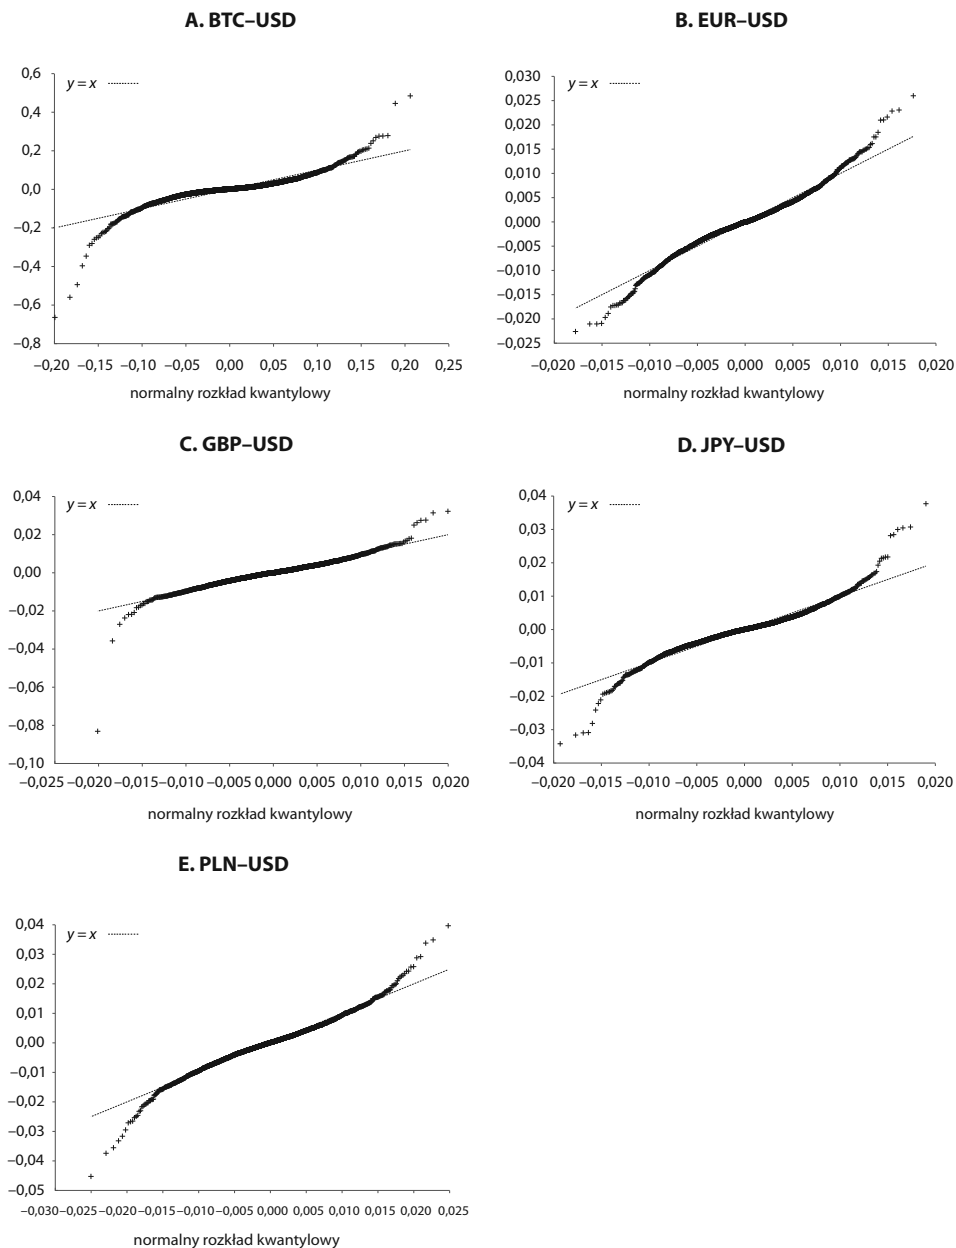 A. BTC–USD
y = x
0,6
0,4
0,2
0,0
–0,2
–0,4
–0,6
–0,8
–0,20 –0,15 –0,10 –0,05 0,00 0,05 0,10 0,15 0,20 0,25
normalny rozkład kwantylowy
B. EUR–USD
y = x
0,030
0,025
0,020
0,015
0,010
0,005
0,000
–0,005
–0,010
–0,015
–0,020
–0,025
–0,020 –0,015 –0,010 –0,005 0,000 0,005 0,010 0,015 0,020
normalny rozkład kwantylowy
C. GBP–USD
y = x
0,04
0,02
0,00
–0,02
–0,04
–0,06
–0,08
–0,10
–0,025 –0,020 –0,015 –0,010 –0,005 0,000 0,005 0,010 0,015 0,020
normalny rozkład kwantylowy
D. JPY–USD
y = x
0,04
0,03
0,02
0,01
0,00
–0,01
–0,02
–0,03
–0,04
–0,020 –0,015 –0,010 –0,005 0,000 0,005 0,010 0,015 0,020
normalny rozkład kwantylowy
E. PLN–USD
y = x
0,04
0,03
0,02
0,01
0,00
–0,01
–0,02
–0,03
–0,04
–0,05
–0,030 –0,025 –0,020 –0,015 –0,010 –0,005 0,000 0,005 0,010 0,015 0,020 0,025
normalny rozkład kwantylowy